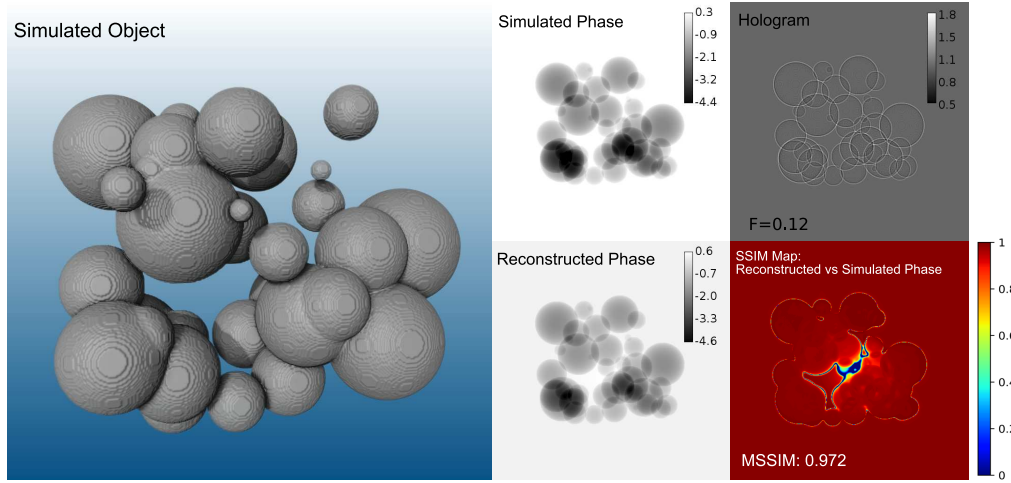 Simulated Object
Simulated Phase
0.3
-0.9
-2.1
-3.2
-4.4
Hologram
1.8
1.5
1.1
0.8
0.5
F=0.12
Reconstructed Phase
0.6
-0.7
-2.0
-3.3
-4.6
SSIM Map:
Reconstructed vs Simulated Phase
MSSIM: 0.972
1
0.8
0.6
0.4
0.2
0